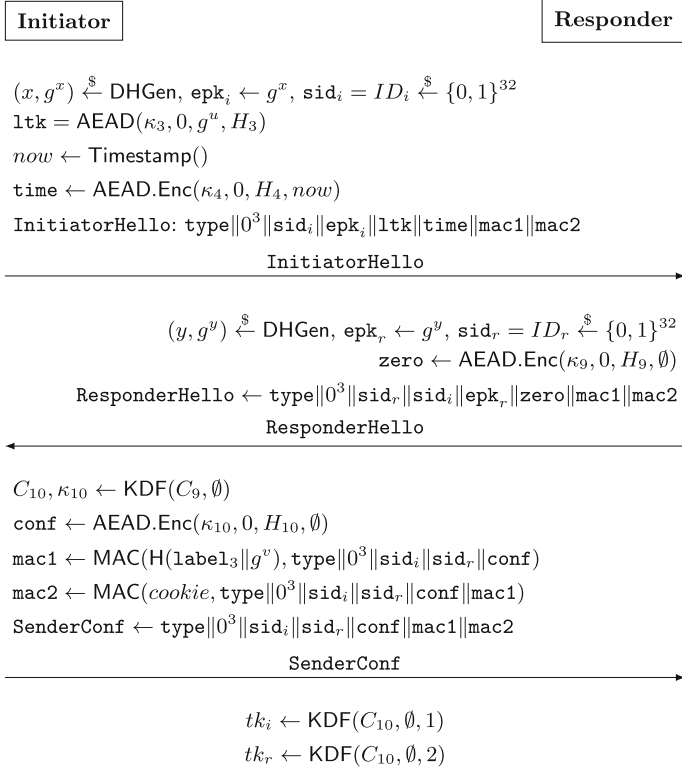 Initiator
Responder
(x, g^x) ←$ DHGen, epk_i ← g^x, sid_i = ID_i ←$ {0, 1}^32
ltk = AEAD(κ_3, 0, g^u, H_3)
now ← Timestamp()
time ← AEAD.Enc(κ_4, 0, H_4, now)
InitiatorHello: type‖0^3‖sid_i‖epk_i‖ltk‖time‖mac1‖mac2
InitiatorHello
(y, g^y) ←$ DHGen, epk_r ← g^y, sid_r = ID_r ←$ {0, 1}^32
zero ← AEAD.Enc(κ_9, 0, H_9, ∅)
ResponderHello ← type‖0^3‖sid_r‖sid_i‖epk_r‖zero‖mac1‖mac2
ResponderHello
C_10, κ_10 ← KDF(C_9, ∅)
conf ← AEAD.Enc(κ_10, 0, H_10, ∅)
mac1 ← MAC(H(label_3‖g^v), type‖0^3‖sid_i‖sid_r‖conf)
mac2 ← MAC(cookie, type‖0^3‖sid_i‖sid_r‖conf‖mac1)
SenderConf ← type‖0^3‖sid_i‖sid_r‖conf‖mac1‖mac2
SenderConf
tk_i ← KDF(C_10, ∅, 1)
tk_r ← KDF(C_10, ∅, 2)